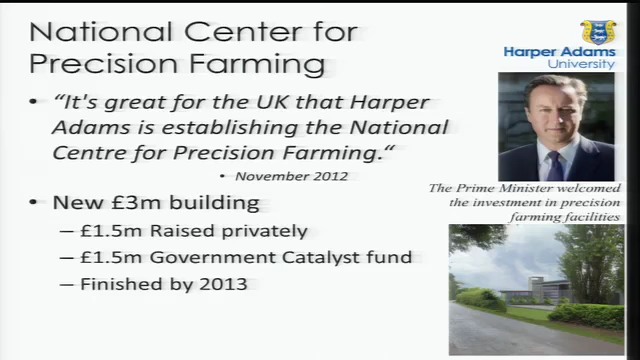 National Center for
Precision Farming
Harper Adams
University
• “It's great for the UK that Harper
Adams is establishing the National
Centre for Precision Farming.“
• November 2012
The Prime Minister welcomed
the investment in precision
farming facilities
• New £3m building
– £1.5m Raised privately
– £1.5m Government Catalyst fund
– Finished by 2013